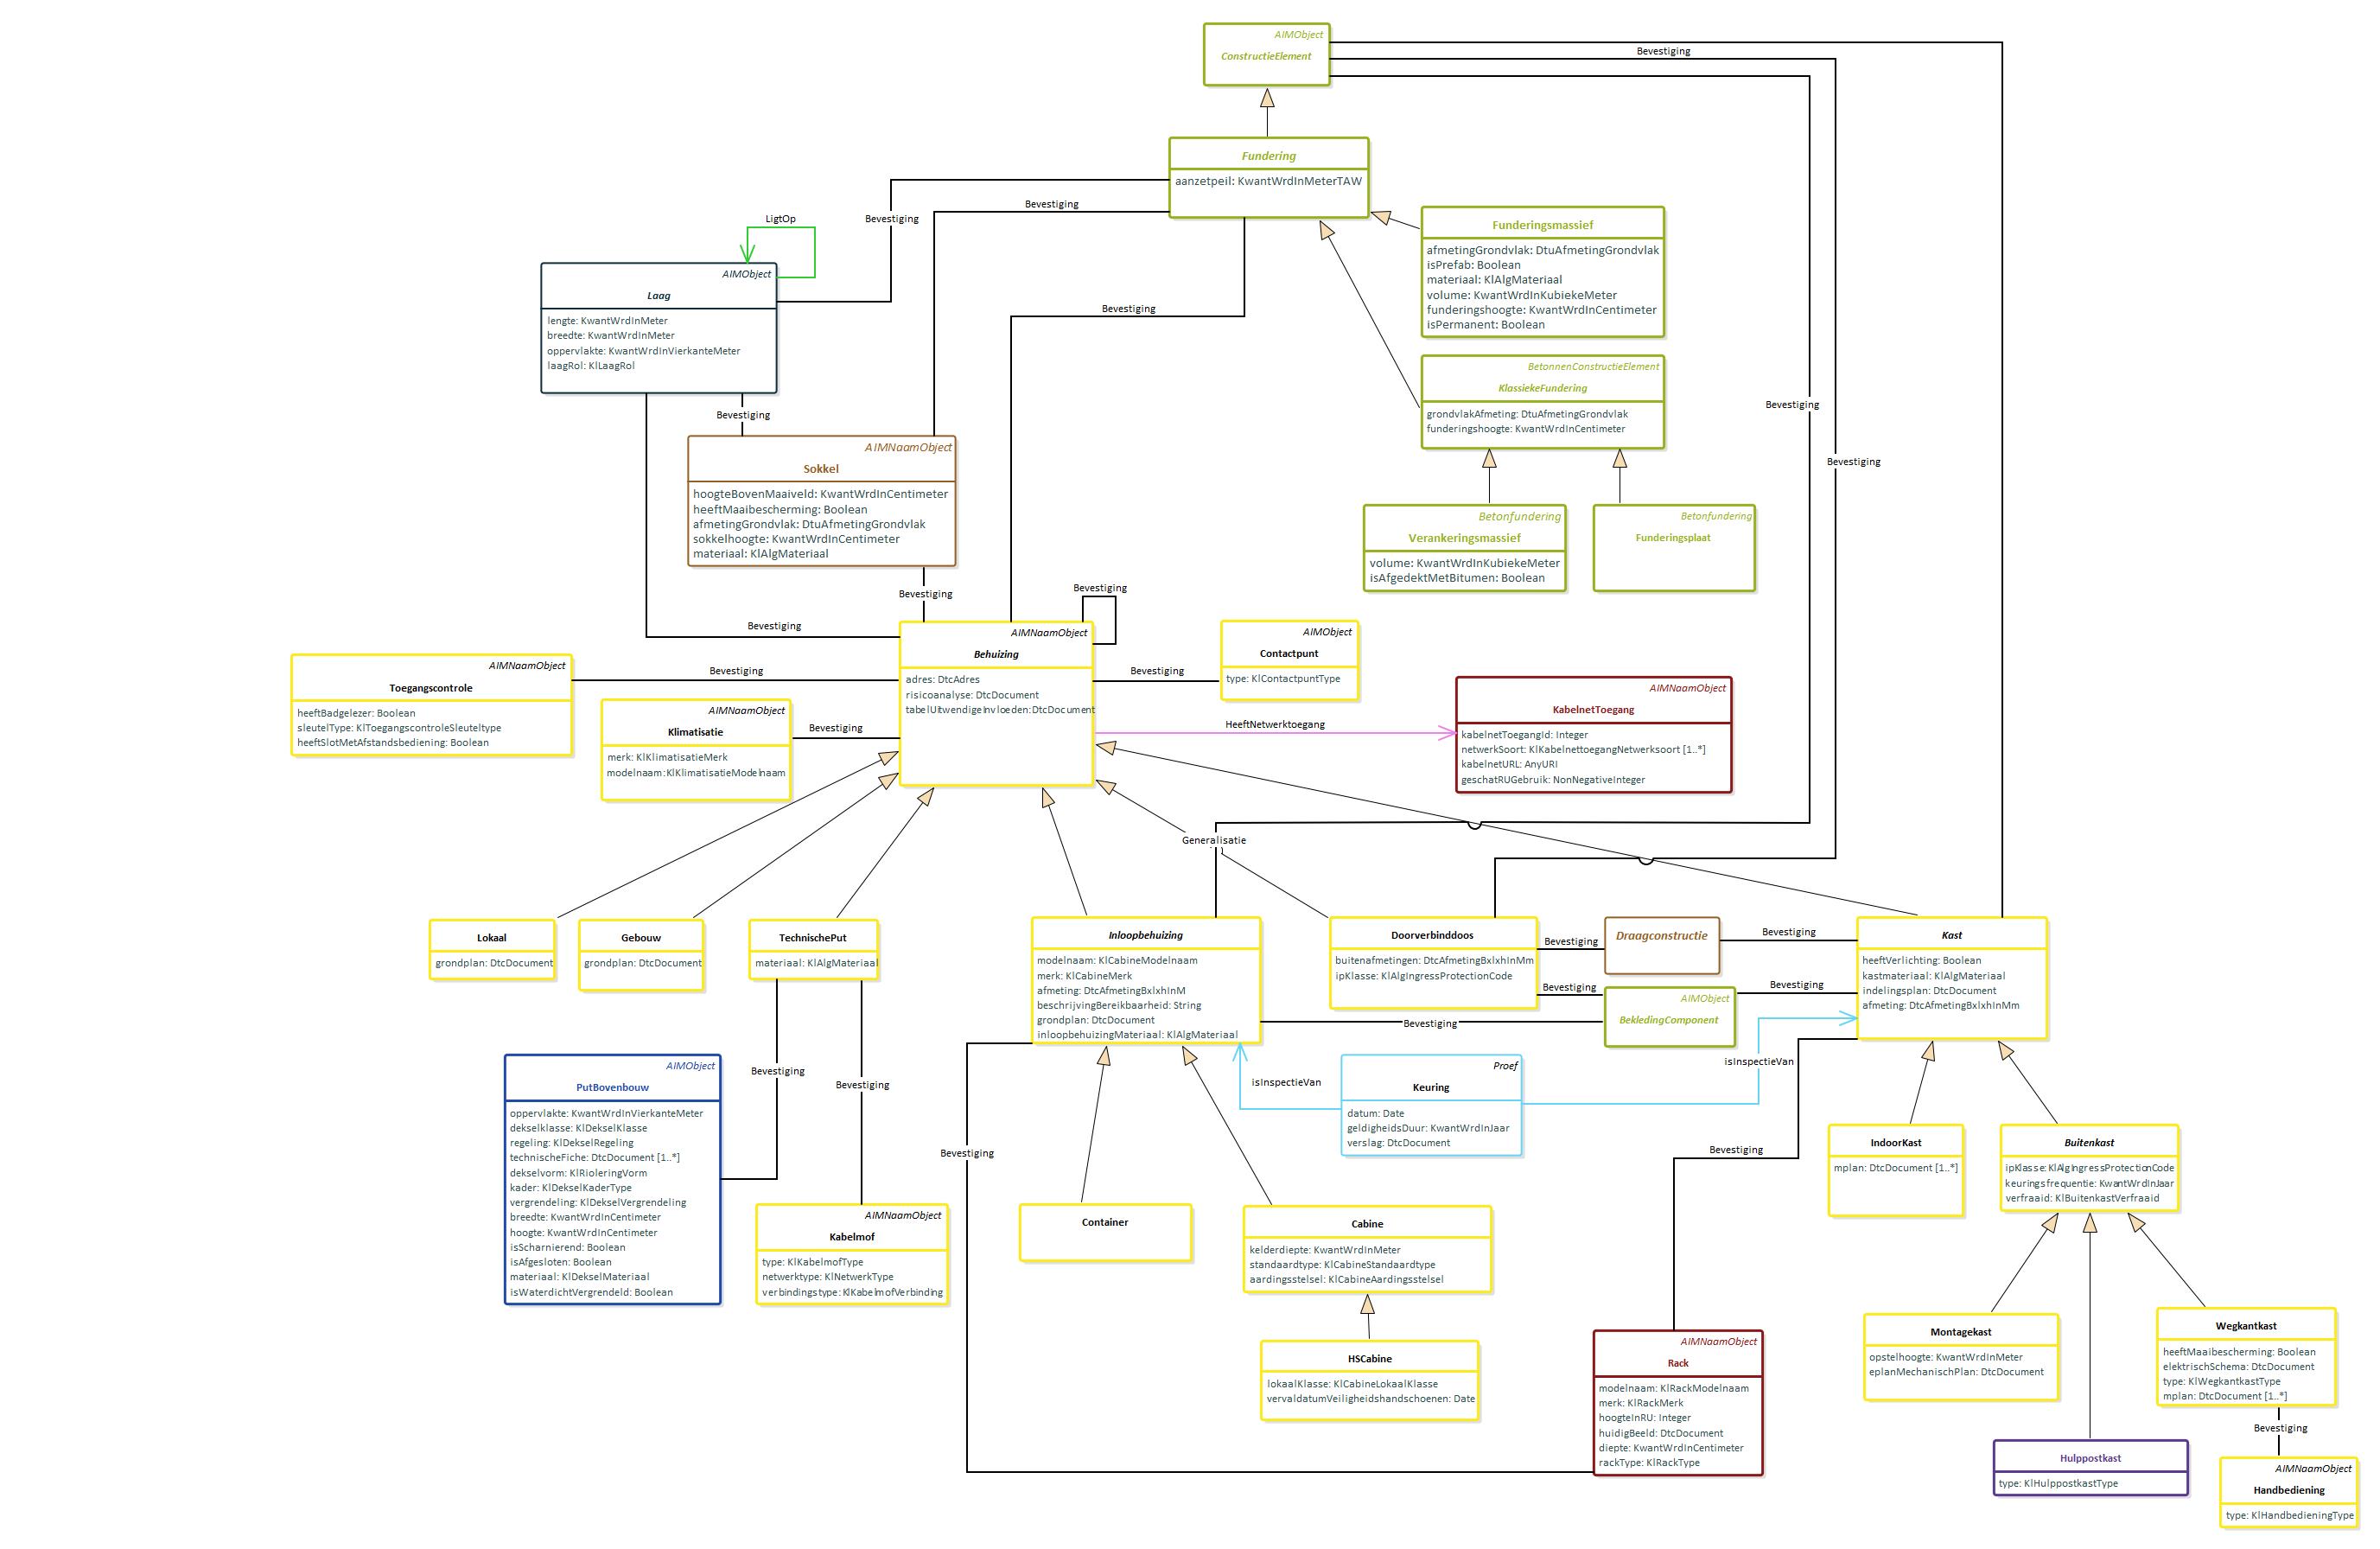 AIMObject
ConstructieElement
Bevestiging
Fundering
aanzetpeil: KwantWrdInMeterTAW
Bevestiging
Bevestiging
LigtOp
Funderingsmassief
afmetingGrondvlak: DtuAfmetingGrondvlak
isPrefab: Boolean
materiaal: KlAlgMateriaal
volume: KwantWrdInKubiekeMeter
funderingshoogte: KwantWrdInCentimeter
isPermanent: Boolean
AIMObject
Laag
lengte: KwantWrdInMeter
breedte: KwantWrdInMeter
oppervlakte: KwantWrdInVierkanteMeter
laagRol: KlLaagRol
Bevestiging
BetonnenConstructieElement
KlassiekeFundering
grondvlakAfmeting: DtuAfmetingGrondvlak
funderingshoogte: KwantWrdInCentimeter
Bevestiging
Bevestiging
Bevestiging
AIMNaamObject
Sokkel
hoogteBovenMaaiveld: KwantWrdInCentimeter
heeftMaaibescherming: Boolean
afmetingGrondvlak: DtuAfmetingGrondvlak
sokkelhoogte: KwantWrdInCentimeter
materiaal: KlAlgMateriaal
Betonfundering
Verankeringsmassief
volume: KwantWrdInKubiekeMeter
isAfgedektMetBitumen: Boolean
Betonfundering
Funderingsplaat
Bevestiging
Bevestiging
Bevestiging
AIMNaamObject
Behuizing
adres: DtcAdres
risicoanalyse: DtcDocument
tabelUitwendigeInvloeden:DtcDocument
AIMObject
Contactpunt
type: KlContactpuntType
Bevestiging
AIMNaamObject
Toegangscontrole
heeftBadgelezer: Boolean
sleutelType: KlToegangscontroleSleuteltype
heeftSlotMetAfstandsbediening: Boolean
Bevestiging
AIMNaamObject
Klimatisatie
merk: KlKlimatisatieMerk
modelnaam:KlKlimatisatieModelnaam
Bevestiging
HeeftNetwerktoegang
AIMNaamObject
KabelnetToegang
kabelnetToegangId: Integer
netwerkSoort: KlKabelnettoegangNetwerksoort [1..*]
kabelnetURL: AnyURI
geschatRUGebruik: NonNegativeInteger
Generalisatie
Lokaal
grondplan: DtcDocument
Gebouw
grondplan: DtcDocument
TechnischePut
materiaal: KlAlgMateriaal
Inloopbehuizing
modelnaam: KlCabineModelnaam
merk: KlCabineMerk
afmeting: DtcAfmetingBxlxhInM
beschrijvingBereikbaarheid: String
grondplan: DtcDocument
inloopbehuizingMateriaal: KlAlgMateriaal
Doorverbinddoos
buitenafmetingen: DtcAfmetingBxlxhInMm
ipKlasse: KlAlgIngressProtectionCode
Bevestiging
Draagconstructie
Bevestiging
Kast
heeftVerlichting: Boolean
kastmateriaal: KlAlgMateriaal
indelingsplan: DtcDocument
afmeting: DtcAfmetingBxlxhInMm
Bevestiging
AIMObject
BekledingComponent
Bevestiging
Bevestiging
isInspectieVan
isInspectieVan
Proef
Keuring
datum: Date
geldigheidsDuur: KwantWrdInJaar
verslag: DtcDocument
AIMObject
PutBovenbouw
oppervlakte: KwantWrdInVierkanteMeter
dekselklasse: KlDekselKlasse
regeling: KlDekselRegeling
technischeFiche: DtcDocument [1..*]
dekselvorm: KlRioleringVorm
kader: KlDekselKaderType
vergrendeling: KlDekselVergrendeling
breedte: KwantWrdInCentimeter
hoogte: KwantWrdInCentimeter
isScharnierend: Boolean
isAfgesloten: Boolean
materiaal: KlDekselMateriaal
isWaterdichtVergrendeld: Boolean
Bevestiging
Bevestiging
Bevestiging
Bevestiging
IndoorKast
mplan: DtcDocument [1..*]
Buitenkast
ipKlasse:KlAlgIngressProtectionCode
keuringsfrequentie: KwantWrdInJaar
verfraaid: KlBuitenkastVerfraaid
AIMNaamObject
Kabelmof
type: KlKabelmofType
netwerktype: KlNetwerkType
verbindingstype: KlKabelmofVerbinding
Container
Cabine
kelderdiepte: KwantWrdInMeter
standaardtype: KlCabineStandaardtype
aardingsstelsel: KlCabineAardingsstelsel
HSCabine
lokaalKlasse: KlCabineLokaalKlasse
vervaldatumVeiligheidshandschoenen: Date
AIMNaamObject
Rack
modelnaam: KlRackModelnaam
merk: KlRackMerk
hoogteInRU: Integer
huidigBeeld: DtcDocument
diepte: KwantWrdInCentimeter
rackType: KlRackType
Montagekast
opstelhoogte: KwantWrdInMeter
eplanMechanischPlan: DtcDocument
Wegkantkast
heeftMaaibescherming: Boolean
elektrischSchema: DtcDocument
type: KlWegkantkastType
mplan: DtcDocument [1..*]
Bevestiging
Hulppostkast
type: KlHulppostkastType
AIMNaamObject
Handbediening
type: KlHandbedieningType